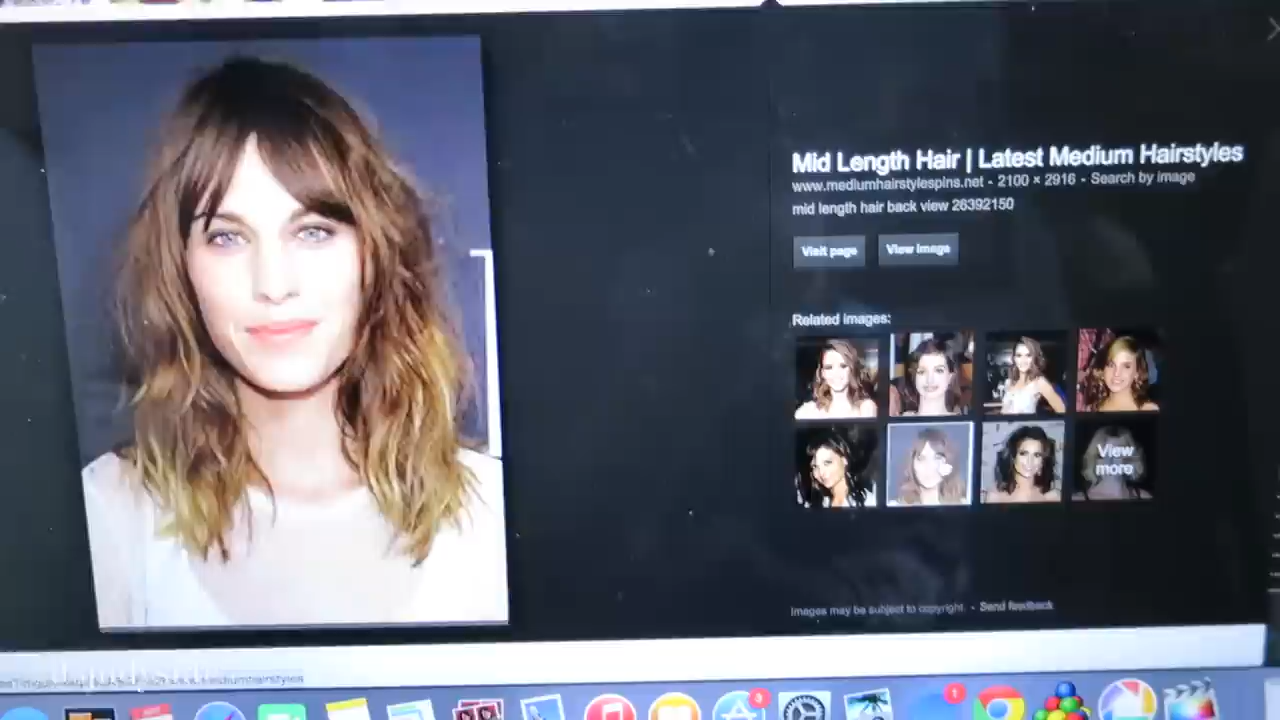 Mid Length Hair | Latest Medium Hairstyles
www.mediumhairstylespins.net - 2100 × 2916 - Search by image
mid length hair back view 26392150
Visit page
View image
Related images:
View
more
Images may be subject to copyright. - Send feedback